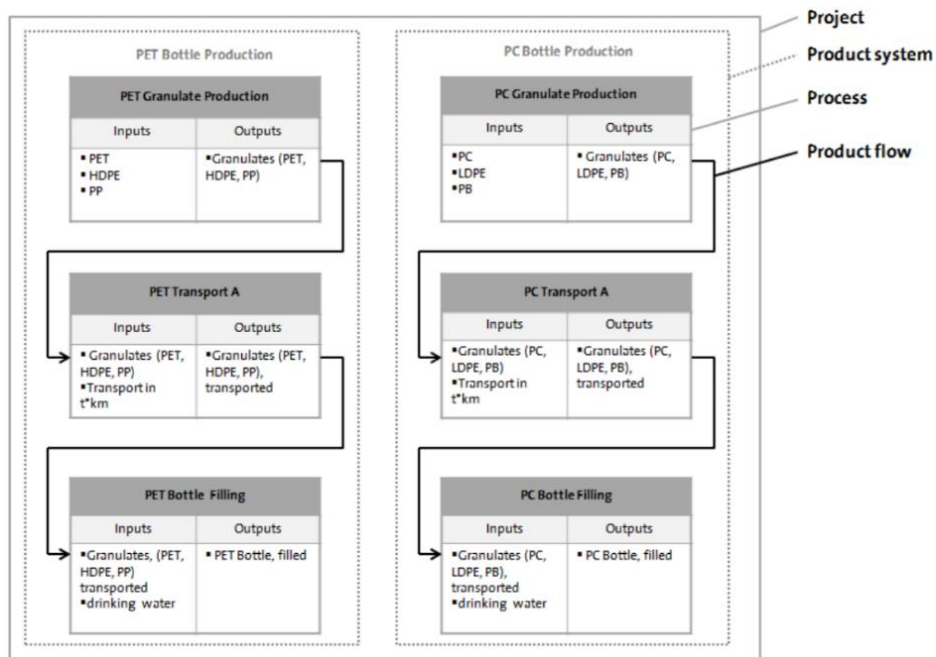 Project
Product system
Process
Product flow
PET Bottle Production
PET Granulate Production
Inputs
Outputs
▪ PET
▪ HDPE
▪ PP
▪Granulates (PET,
HDPE, PP)
PET Transport A
Inputs
Outputs
▪ Granulates (PET,
HDPE, PP)
▪Transport in
t*km
▪Granulates (PET,
HDPE, PP),
transported
PET Bottle Filling
Inputs
Outputs
▪Granulates, (PET,
HDPE, PP)
transported
▪drinking water
▪ PET Bottle, filled
PC Bottle Production
PC Granulate Production
Inputs
Outputs
▪PC
▪LDPE
▪PB
▪ Granulates (PC,
LDPE, PB)
PC Transport A
Inputs
Outputs
▪Granulates (PC,
LDPE, PB)
▪Transport in
t*km
▪Granulates (PC,
LDPE, PB),
transported
PC Bottle Filling
Inputs
Outputs
▪Granulates (PC,
LDPE, PB),
transported
▪drinking water
▪ PC Bottle, filled